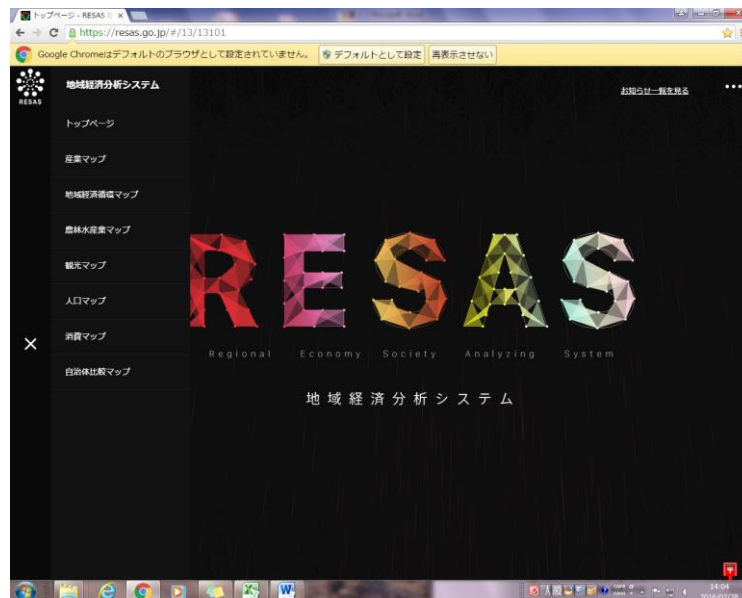 トップページ - RESAS
https://resas.go.jp/#/13/13101
Google Chromeはデフォルトのブラウザとして設定されていません。 デフォルトとして設定 再表示させない
RESAS
地域経済分析システム
お知らせ一覧を見る
トップページ
産業マップ
地域経済循環マップ
農林水産業マップ
観光マップ
人口マップ
消費マップ
自治体比較マップ
RESAS
Regional Economy Society Analyzing System
地域経済分析システム
14:04
2016/07/28